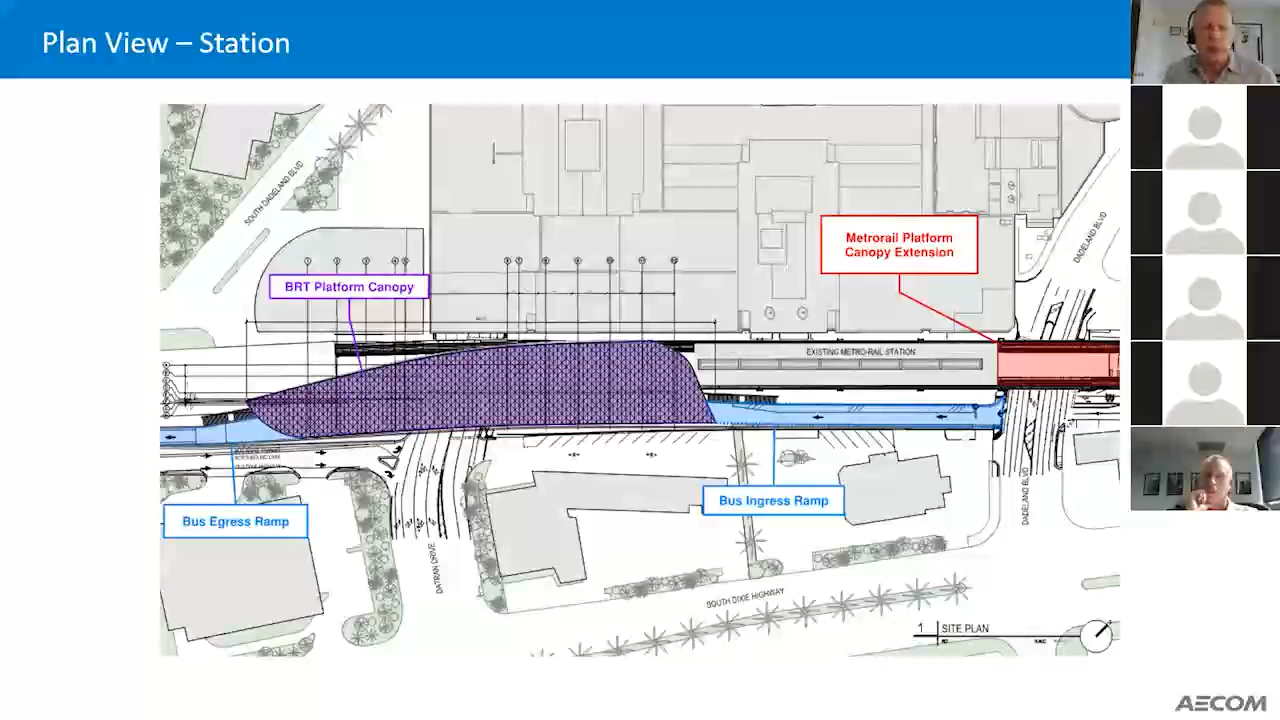 Plan View – Station
SOUTH DADELAND BLVD
DADELAND BLVD
Metrorail Platform
Canopy Extension
BRT Platform Canopy
EXISTING METRO-RAIL STATION
Bus Egress Ramp
Bus Ingress Ramp
DATRAN DRIVE
DADELAND BLVD
SOUTH DIXIE HIGHWAY
1
SITE PLAN
AECOM